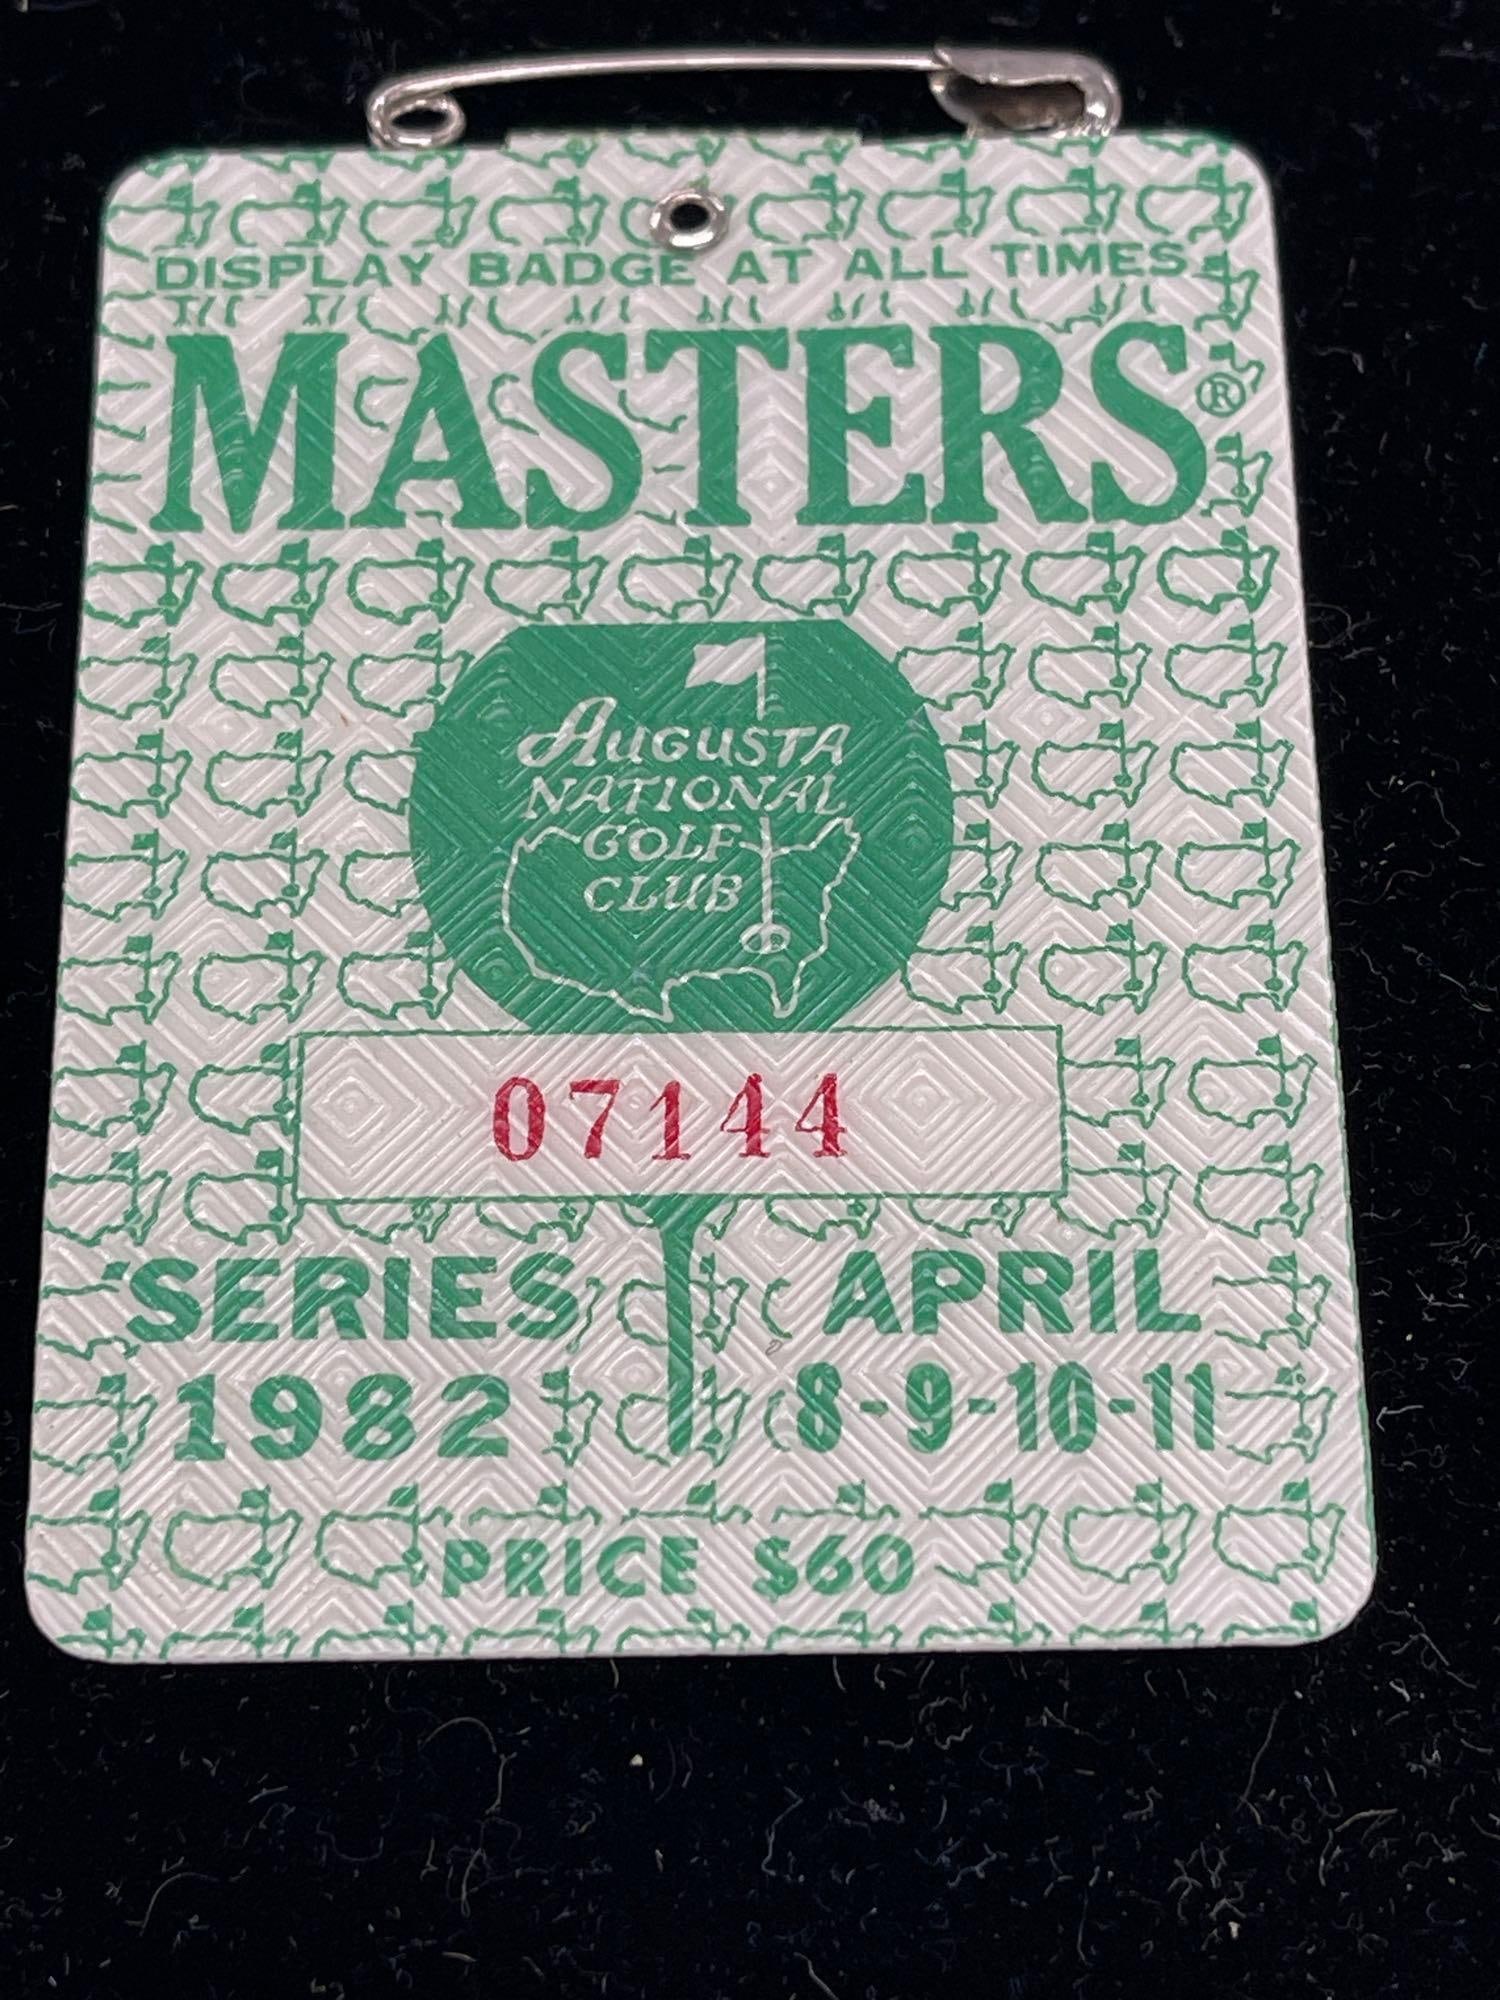 DISPLAY BADGE AT ALL TIMES
MASTERS®
AUGUSTA
NATIONAL
GOLF
CLUB
07144
SERIES APRIL
1982 8-9-10-11
PRICE $60